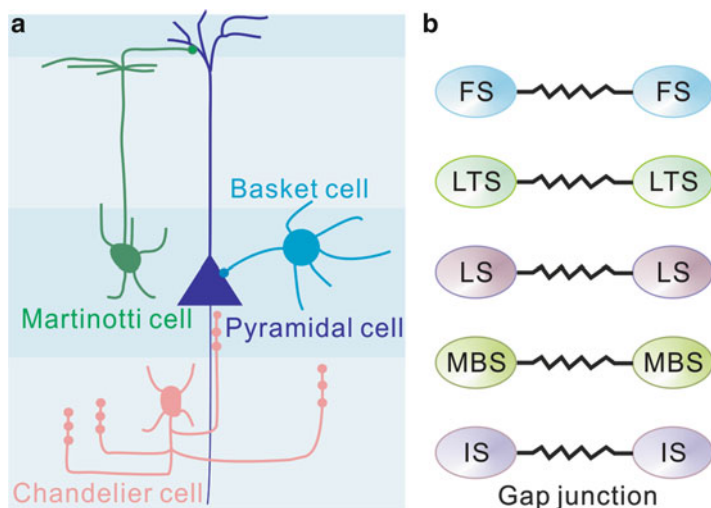 a
Basket cell
Martinotti cell
Pyramidal cell
Chandelier cell
b
FS FS
LTS LTS
LS LS
MBS MBS
IS IS
Gap junction